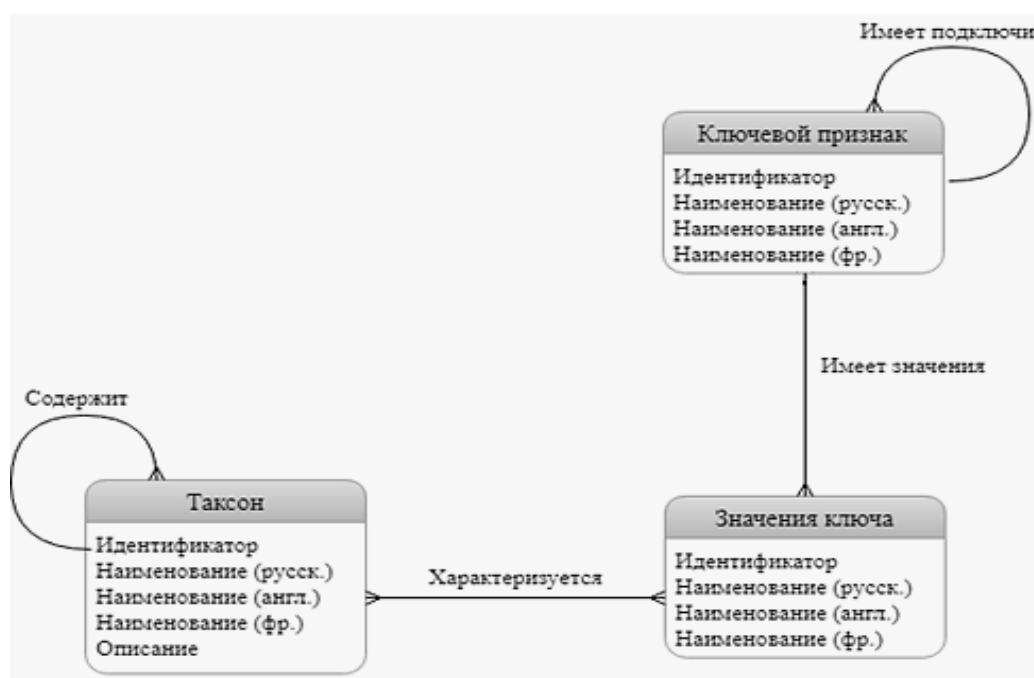 Имеет подключи
Ключевой признак
Идентификатор
Наименование (русск.)
Наименование (англ.)
Наименование (фр.)
Имеет значения
Содержит
Таксон
Идентификатор
Наименование (русск.)
Наименование (англ.)
Наименование (фр.)
Описание
Характеризуется
Значения ключа
Идентификатор
Наименование (русск.)
Наименование (англ.)
Наименование (фр.)